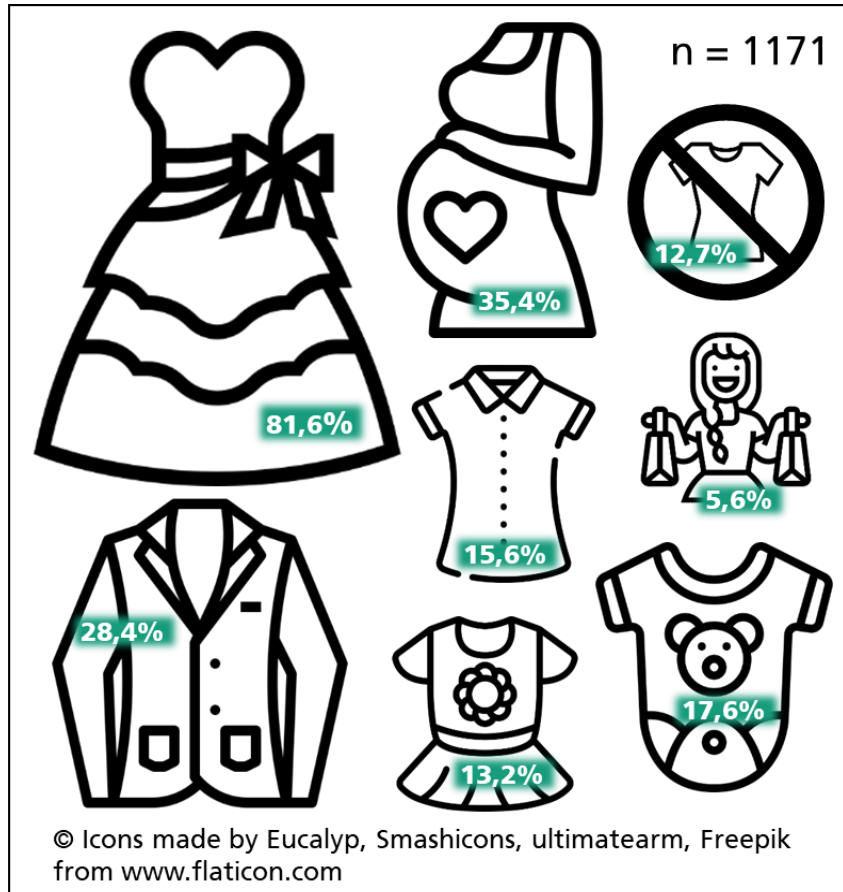 n = 1171
12,7%
35,4%
81,6%
5,6%
15,6%
28,4%
17,6%
13,2%
© Icons made by Eucalyp, Smashicons, ultimatearm, Freepik
from www.flaticon.com